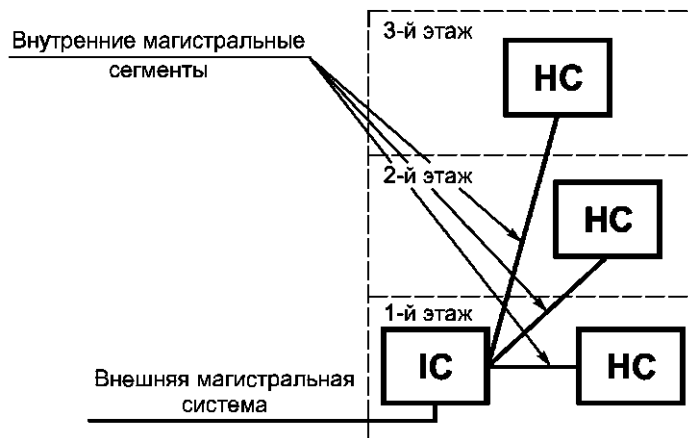 Внутренние магистральные
сегменты
3-й этаж
НС
2-й этаж
НС
1-й этаж
IC
НС
Внешняя магистральная
система